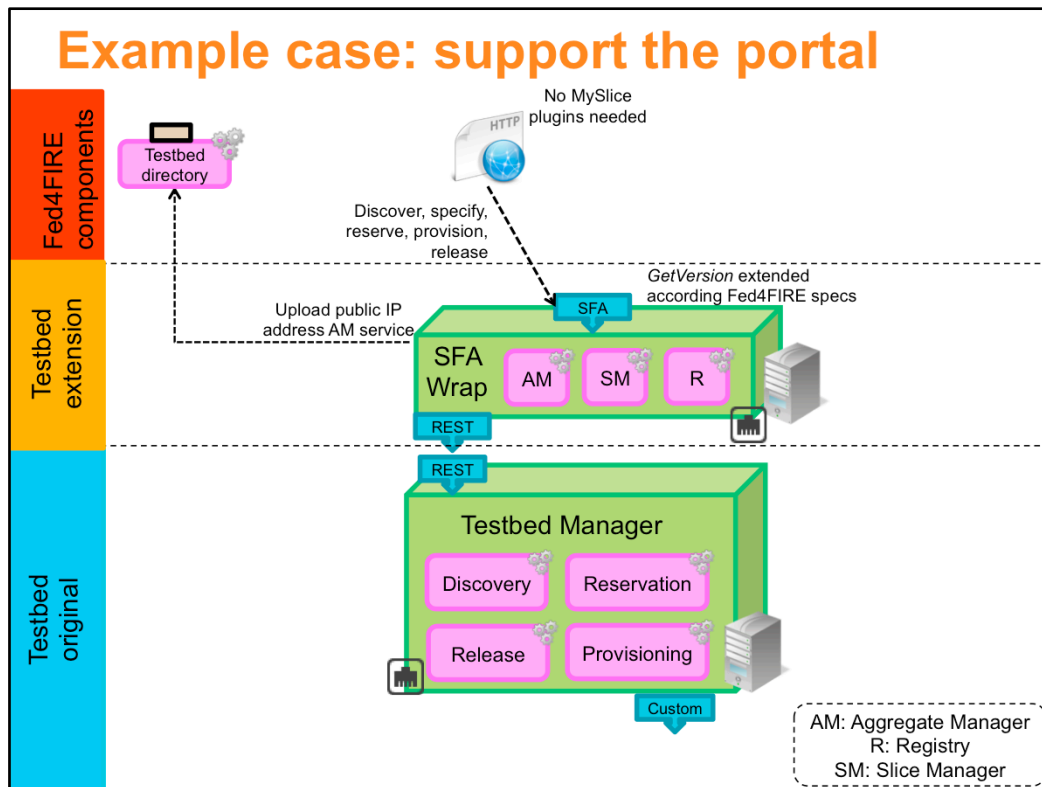 Example case: support the portal
Fed4FIRE
components
Testbed
directory
HTTP
No MySlice
plugins needed
Discover, specify,
reserve, provision,
release
Testbed
extension
Upload public IP
address AM service
GetVersion extended
according Fed4FIRE specs
SFA
SFA
Wrap
AM
SM
R
REST
Testbed
original
REST
Testbed Manager
Discovery
Reservation
Release
Provisioning
Custom
AM: Aggregate Manager
R: Registry
SM: Slice Manager